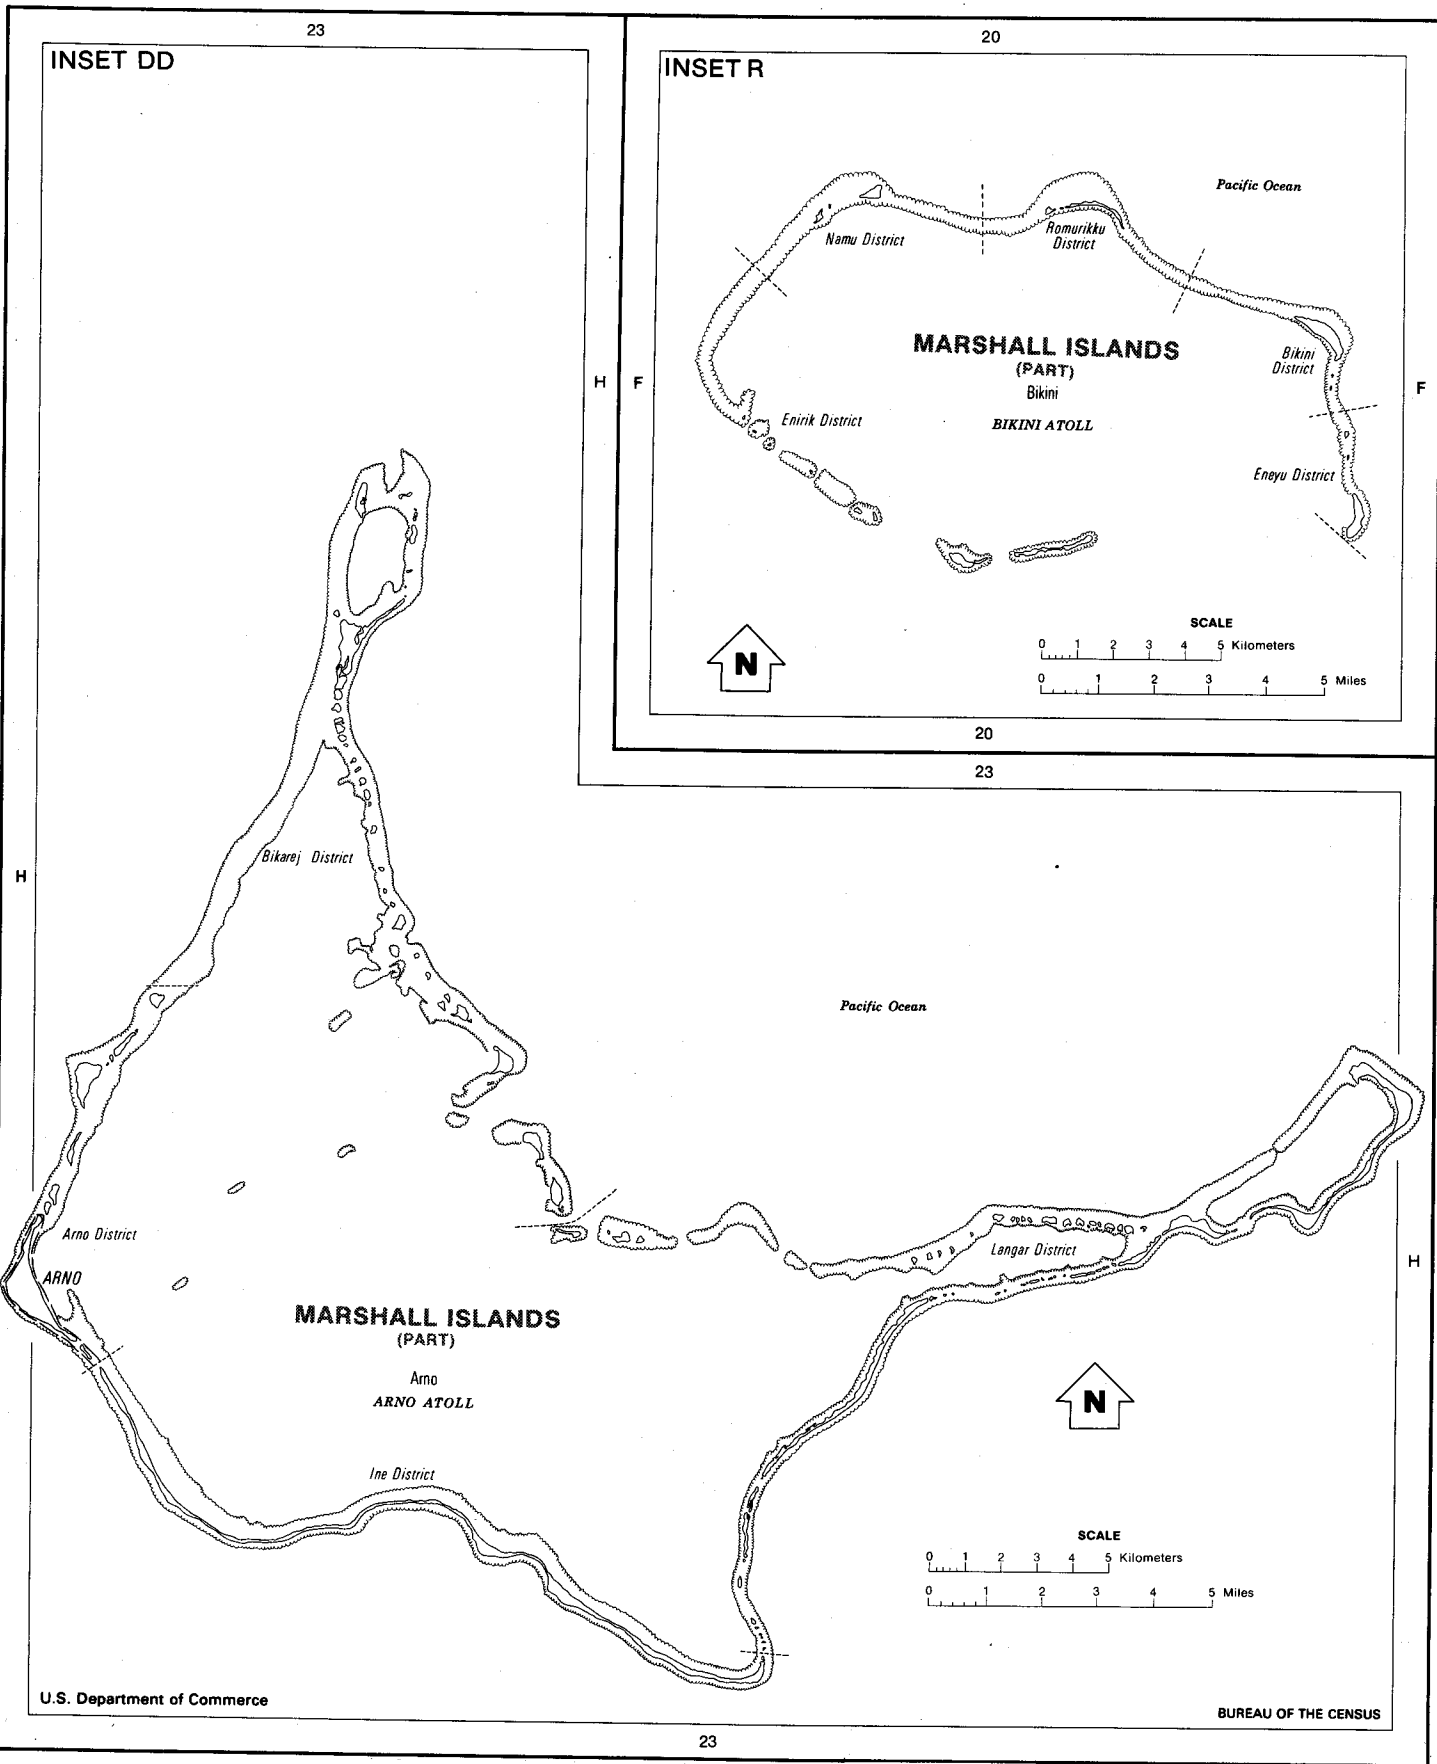 23
INSET DD
H
H
Bikarej District
Pacific Ocean
Arno District
ARNO
MARSHALL ISLANDS
(PART)
Arno
ARNO ATOLL
Langar District
H
N
Ine District
SCALE
0 1 2 3 4 5 Kilometers
0 1 2 3 4 5 Miles
U.S. Department of Commerce
BUREAU OF THE CENSUS
23
20
INSET R
Pacific Ocean
Namu District
Romurikku
District
MARSHALL ISLANDS
(PART)
Bikini
BIKINI ATOLL
Bikini
District
F
F
Enirik District
Eneyu District
SCALE
0 1 2 3 4 5 Kilometers
0 1 2 3 4 5 Miles
N
20
23